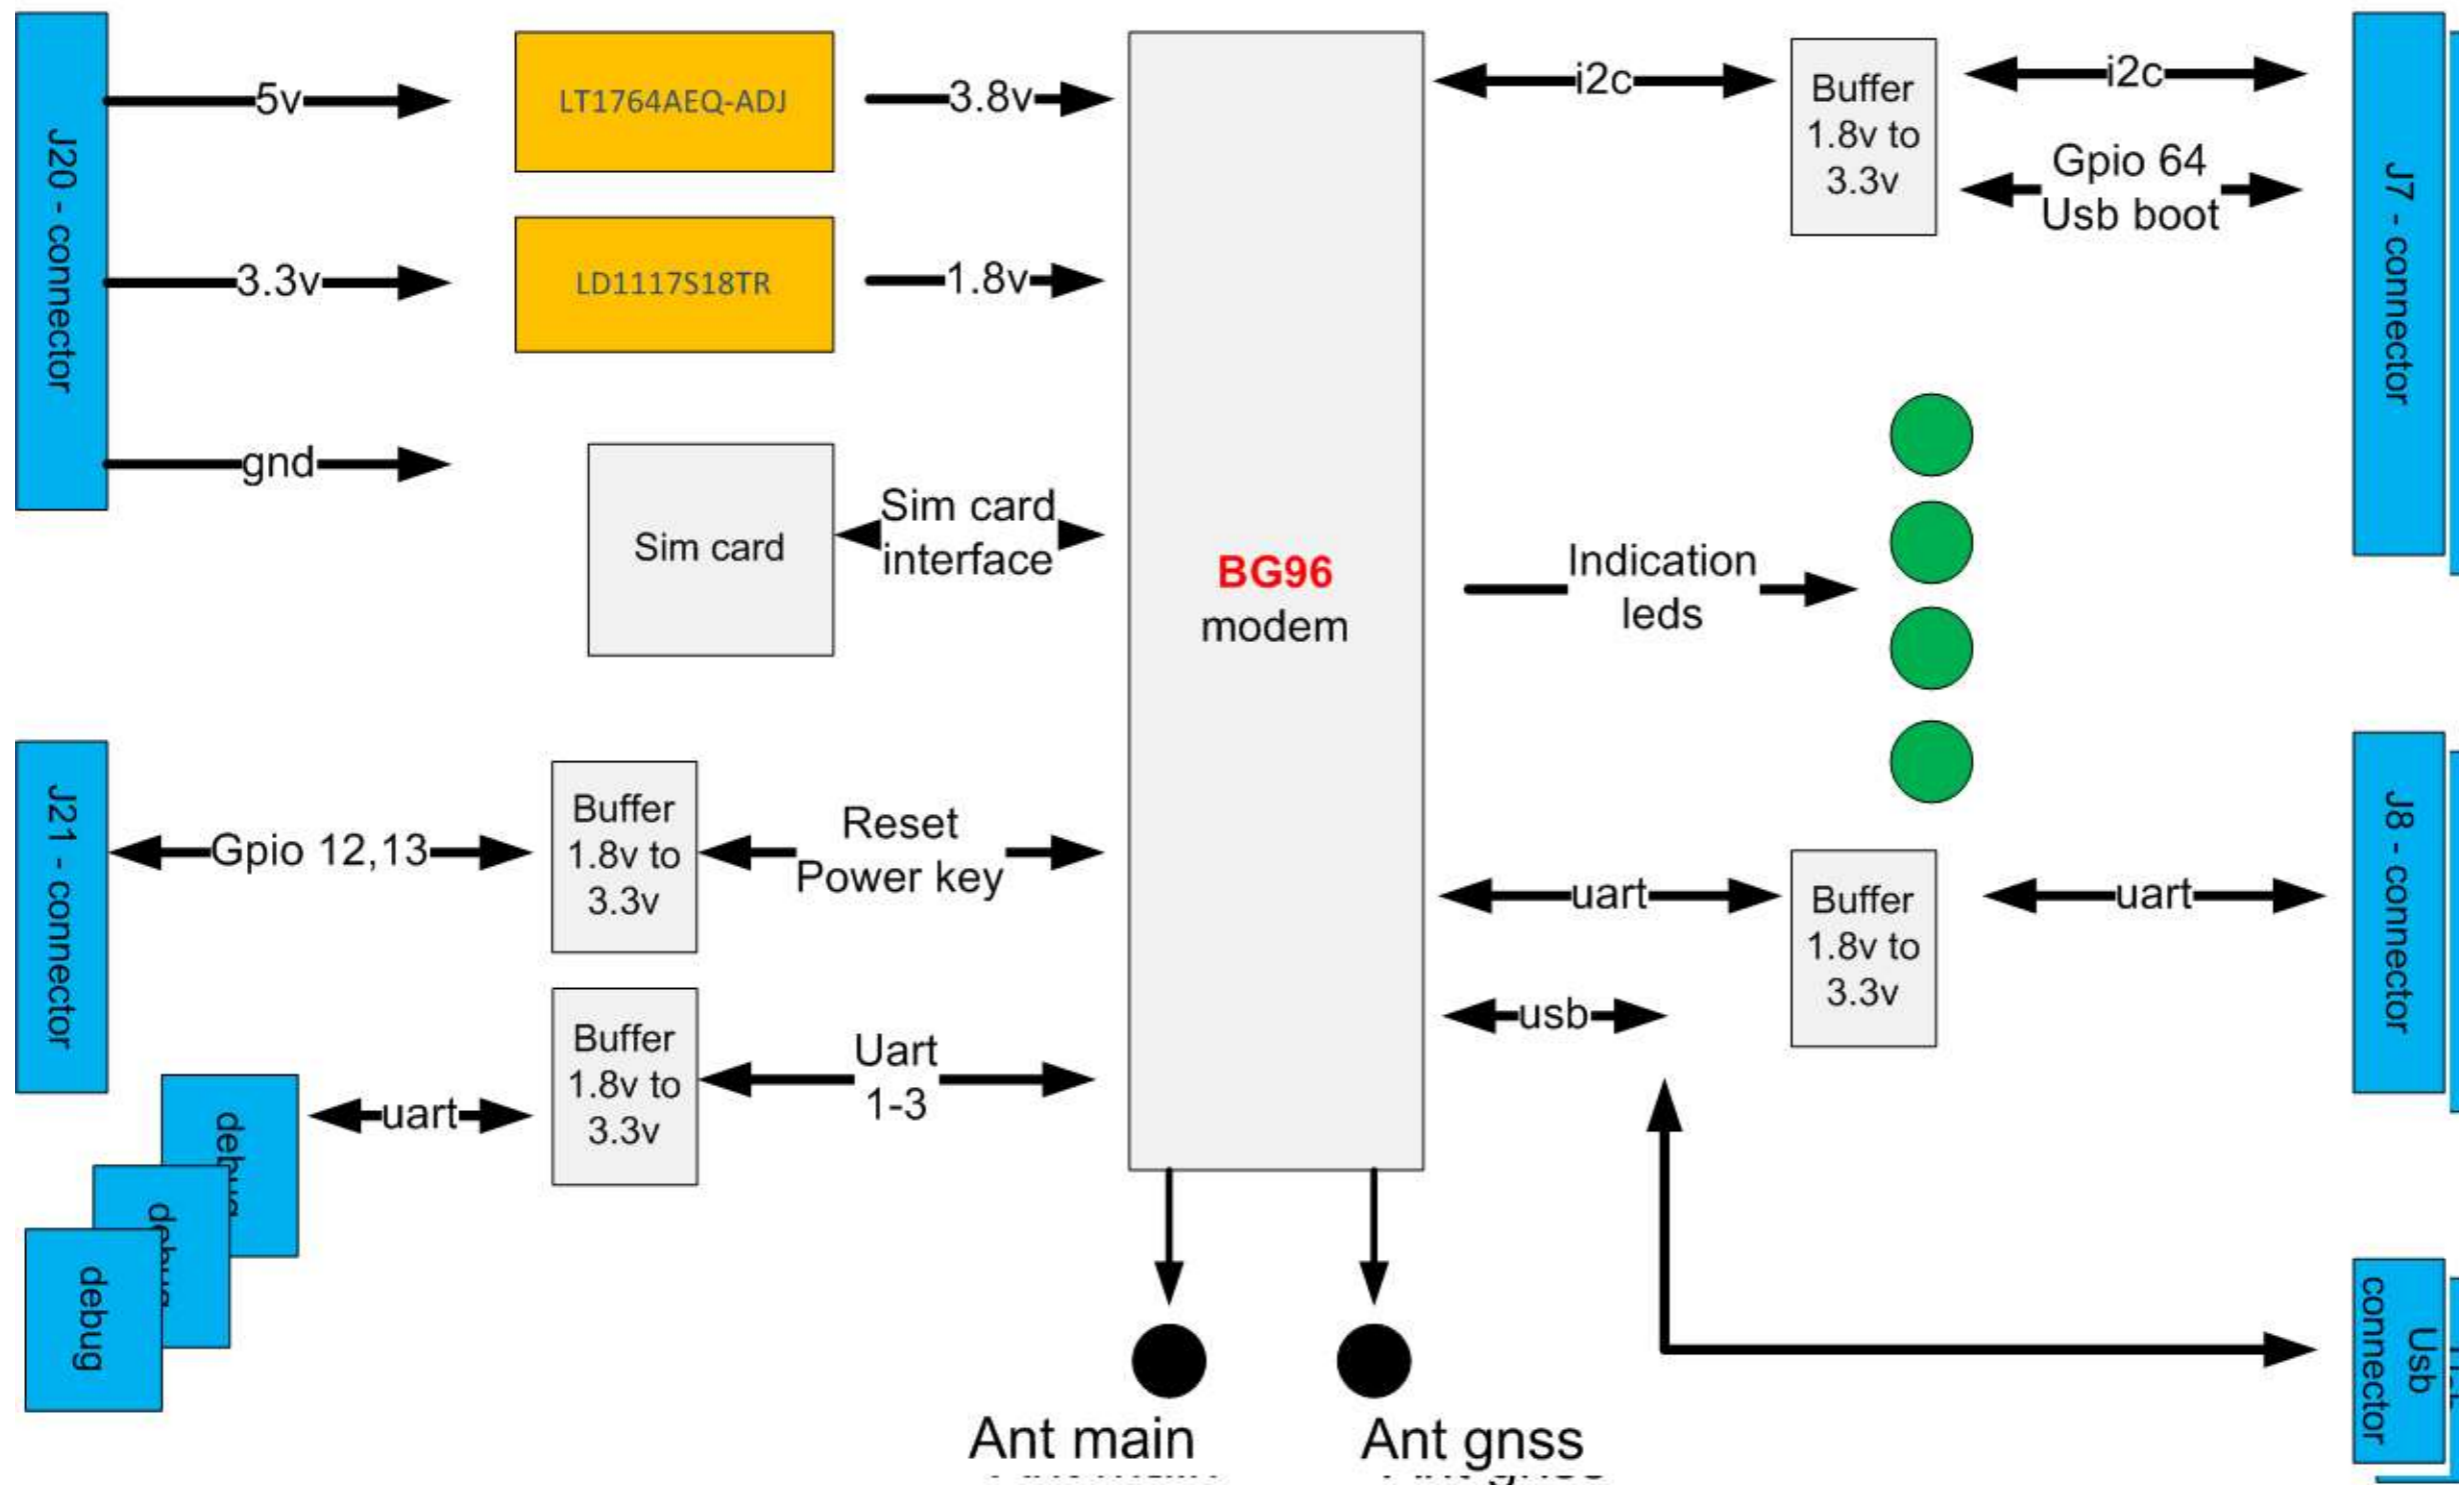 J20 - connector
5v
LT1764AEQ-ADJ
3.8v
3.3v
LD1117S18TR
1.8v
gnd
Sim card
Sim card
interface
BG96
modem
i2c
Buffer
1.8v to
3.3v
i2c
Gpio 64
Usb boot
J7 - connector
Indication
leds
J21 - connector
Gpio 12,13
Buffer
1.8v to
3.3v
Reset
Power key
debug
debug
debug
uart
Buffer
1.8v to
3.3v
Uart
1-3
uart
Buffer
1.8v to
3.3v
uart
J8 - connector
usb
Usb
connector
Ant main
Ant gnss